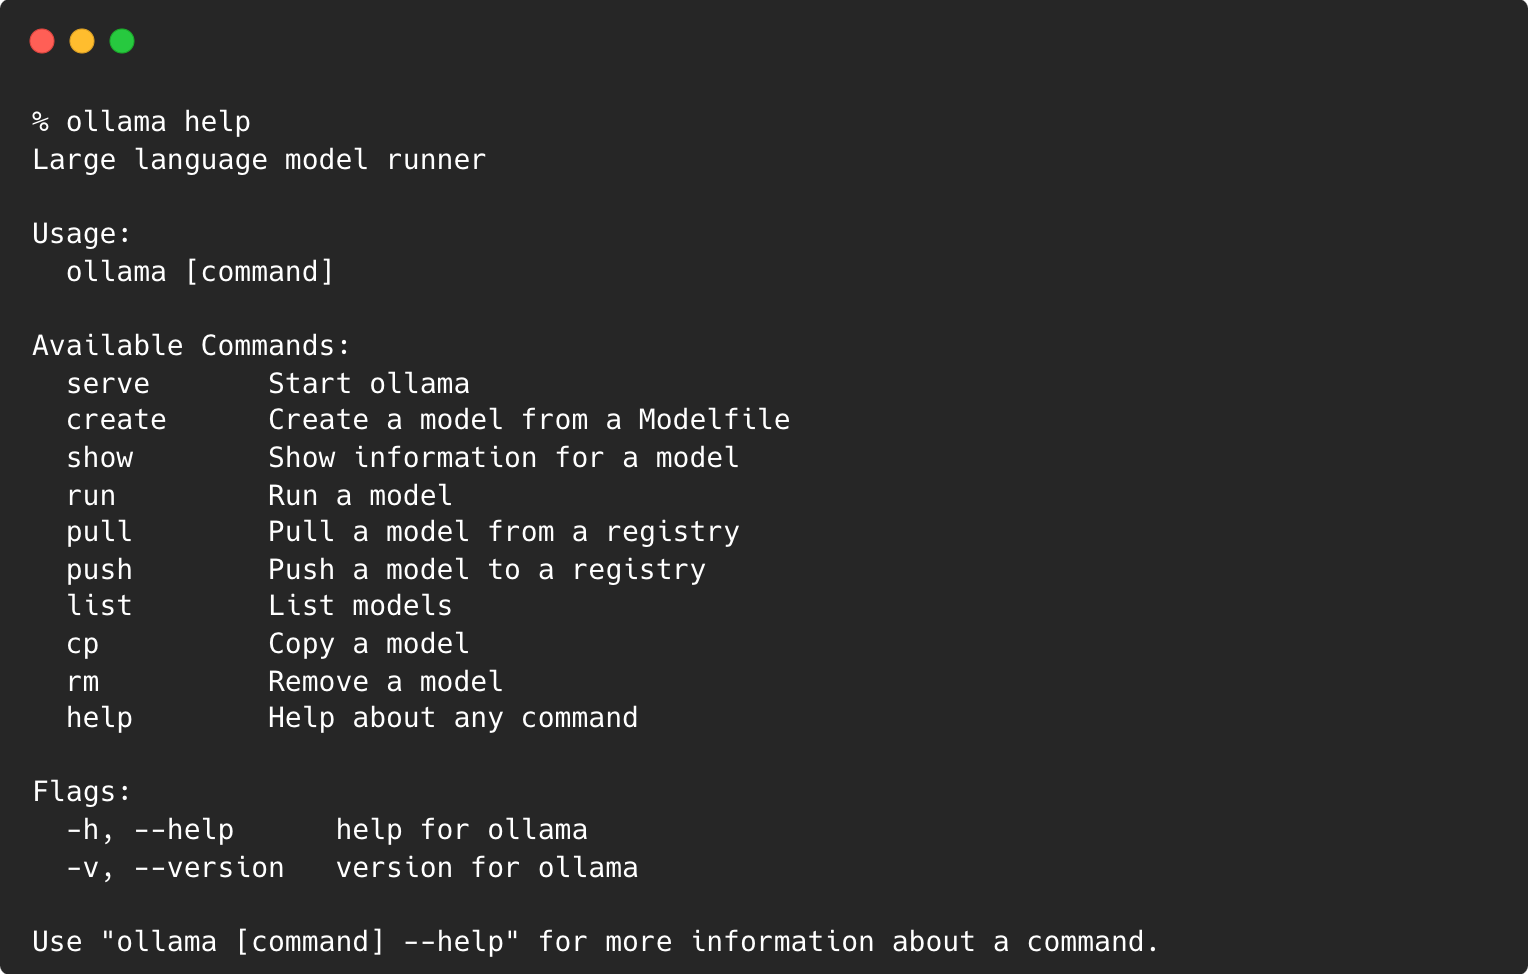 % ollama help
Large language model runner

Usage:
  ollama [command]

Available Commands:
  serve       Start ollama
  create      Create a model from a Modelfile
  show        Show information for a model
  run         Run a model
  pull        Pull a model from a registry
  push        Push a model to a registry
  list        List models
  cp          Copy a model
  rm          Remove a model
  help        Help about any command

Flags:
  -h, --help      help for ollama
  -v, --version   version for ollama

Use "ollama [command] --help" for more information about a command.